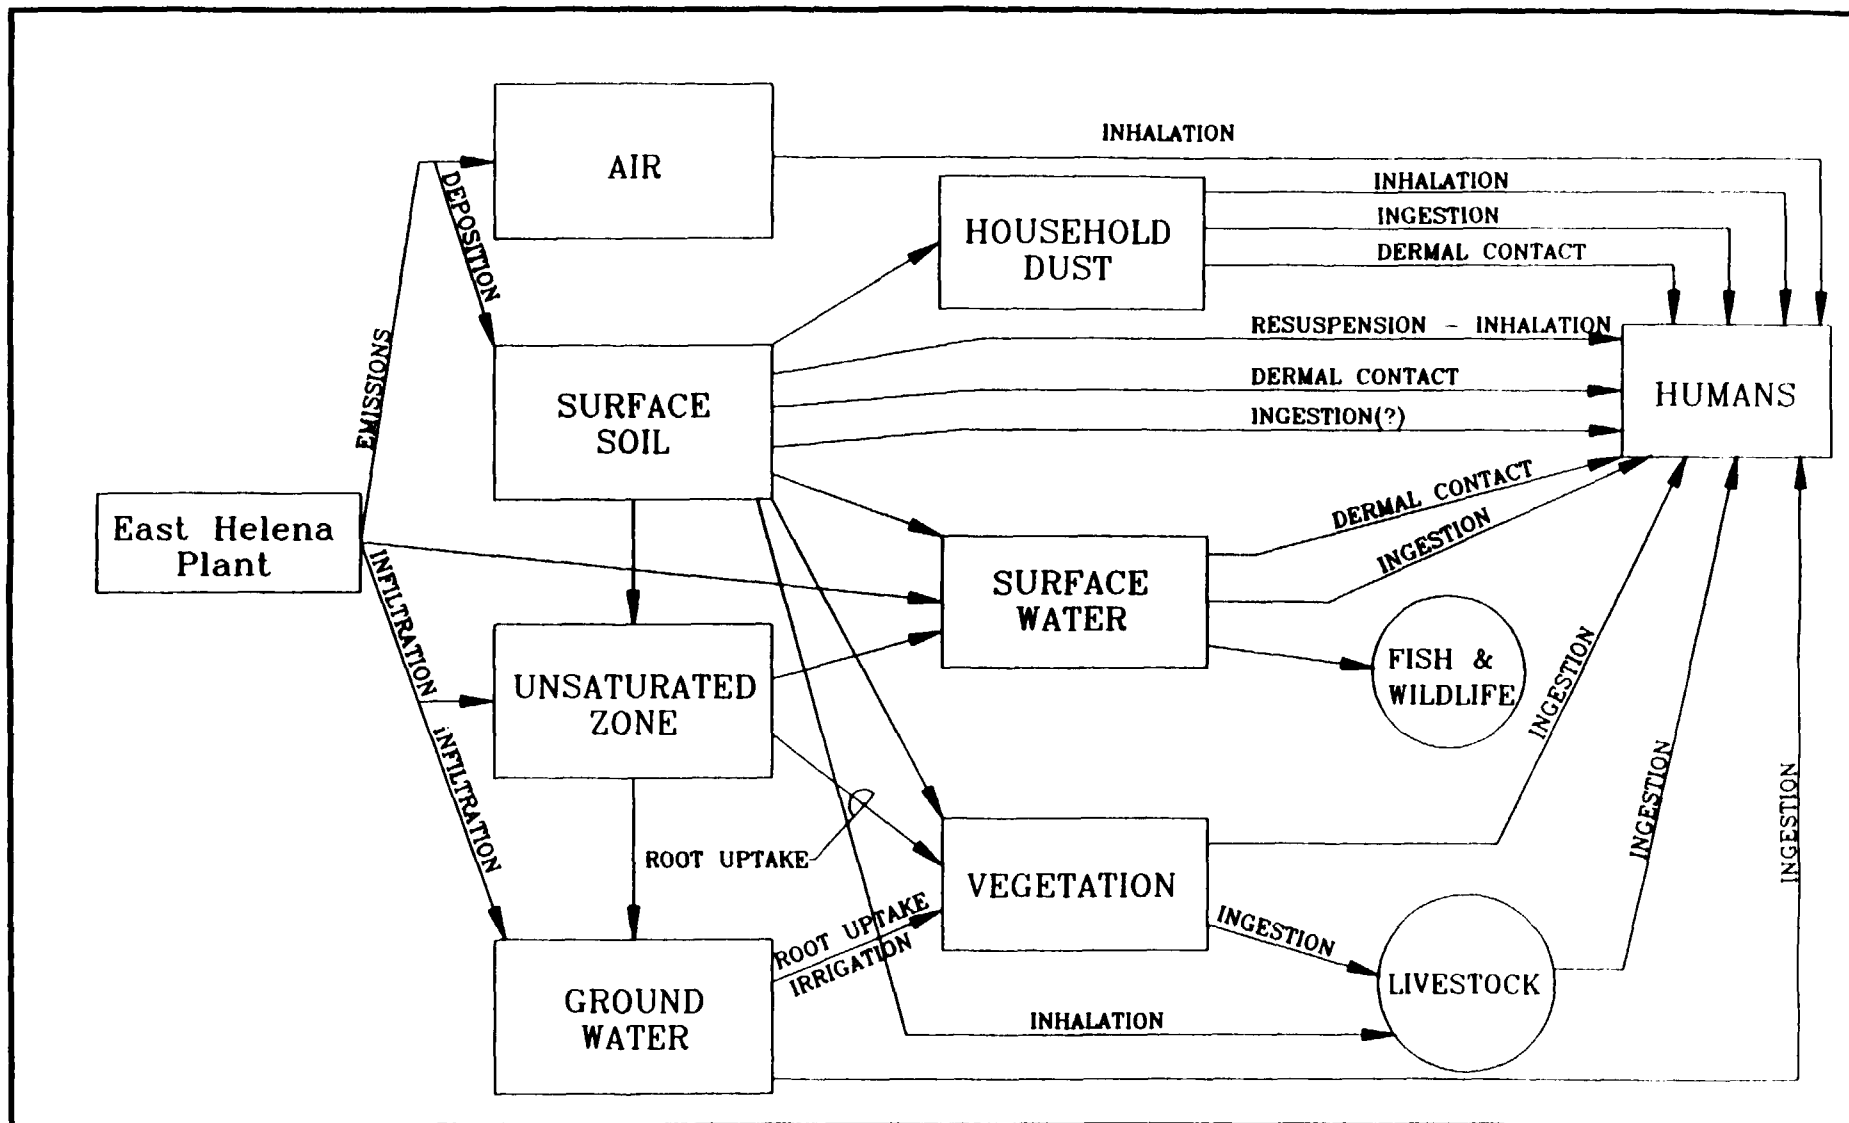 AIR
INHALATION
DEPOSITION
HOUSEHOLD
DUST
INHALATION
INGESTION
DERMAL CONTACT
EMISSIONS
SURFACE
SOIL
RESUSPENSION - INHALATION
DERMAL CONTACT
INGESTION(?)
HUMANS
East Helena
Plant
INFILTRATION
iNFILTRATION
SURFACE
WATER
DERMAL CONTACT
INGESTION
FISH &
WILDLIFE
UNSATURATED
ZONE
ROOT UPTAKE
VEGETATION
INGESTION
INGESTION
INGESTION
ROOT UPTAKE
IRRIGATION
INGESTION
LIVESTOCK
GROUND
WATER
INHALATION